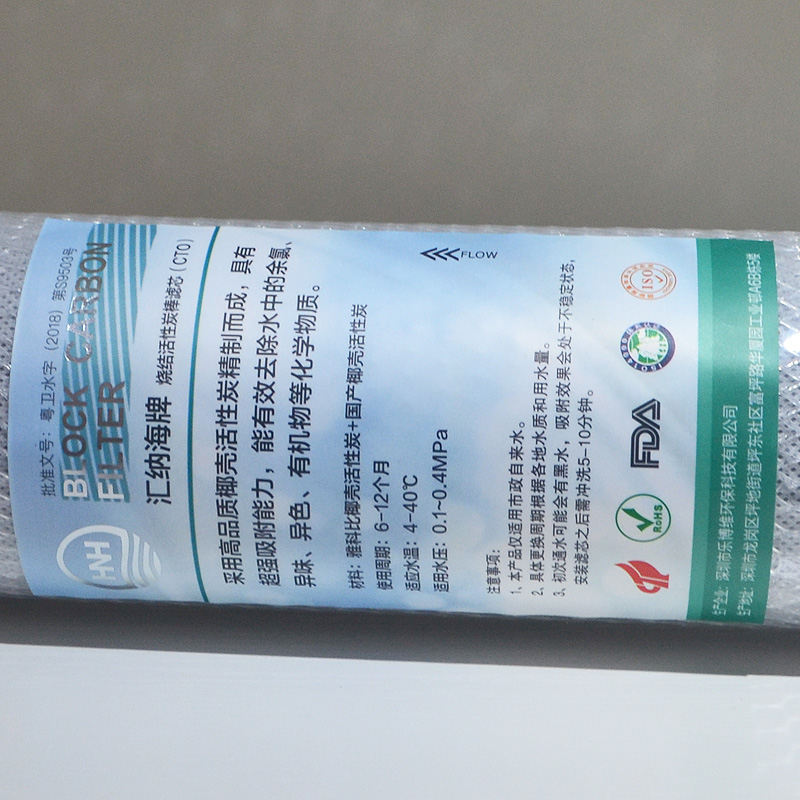 批准文号：粤卫水字（2018）第S9503号
BLOCK CARBON
FILTER
HNH
汇纳海牌 烧结活性炭棒滤芯（CTO）
采用高品质椰壳活性炭精制而成，具有
超强吸附能力，能有效去除水中的余氯、
异味、异色、有机物等化学物质。
材料：雅科比椰壳活性炭+国产椰壳活性炭
使用周期：6-12个月
适应水温：4-40℃
适用水压：0.1~0.4MPa
FLOW
注意事项：
1、本产品仅适用市政自来水。
2、具体更换周期根据各地水质和用水量。
3、初次通水可能会有黑水，吸附效果会处于不稳定状态，
安装滤芯之后需冲洗5-10分钟。
RoHS
FDA
ISO
生产企业：深圳市乐博维环保科技有限公司
生产地址：深圳市龙岗区坪地街道坪东社区富坪路华夏园工业邨A6B栋5楼